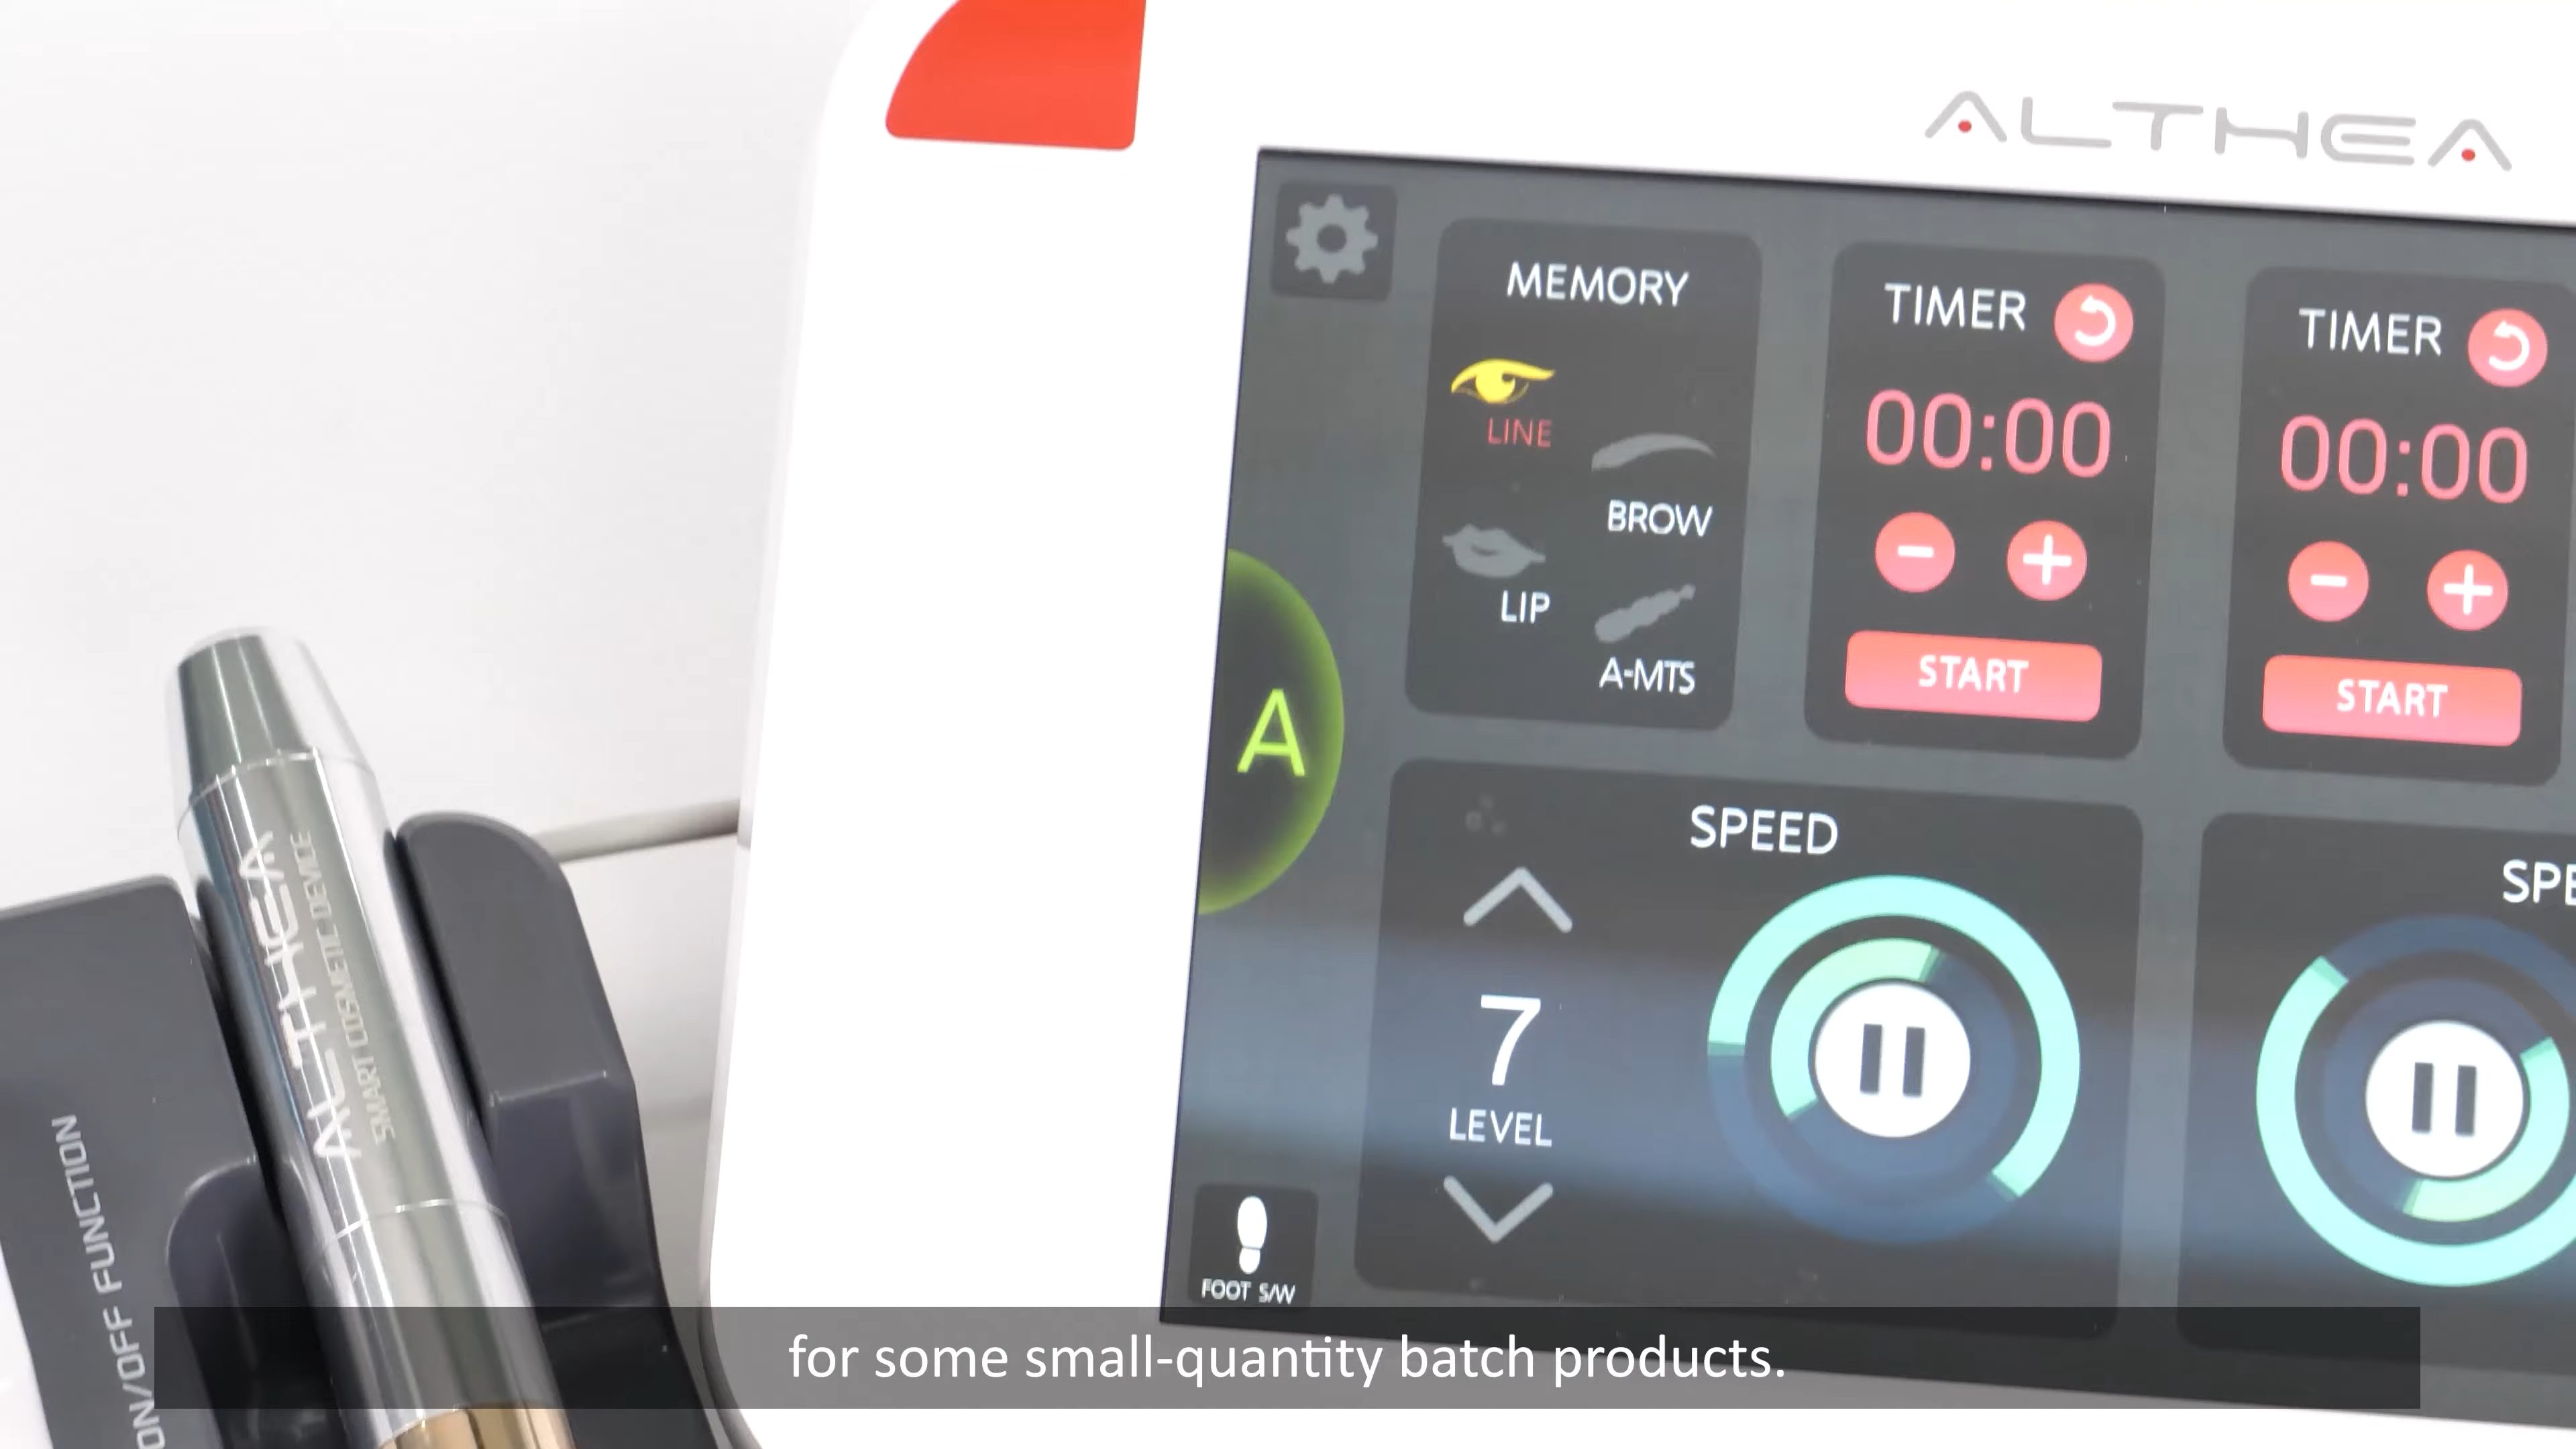 ALTHEA
MEMORY
LINE
BROW
LIP
A-MTS
TIMER
00:00
START
TIMER
00:00
START
A
SPEED
7
LEVEL
SPE
FOOT S/W
ALTHEA
SMART COSMETIC DEVICE
ON/OFF FUNCTION
for some small-quantity batch products.